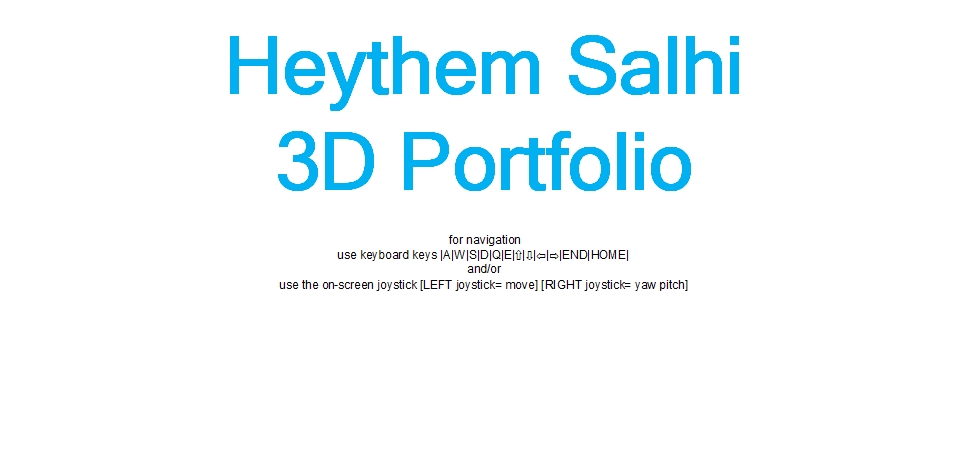 Heythem Salhi
3D Portfolio
for navigation
use keyboard keys |A|W|S|D|Q|E|⇧|⇩|⇦|⇨|END|HOME|
and/or
use the on-screen joystick [LEFT joystick= move] [RIGHT joystick= yaw pitch]